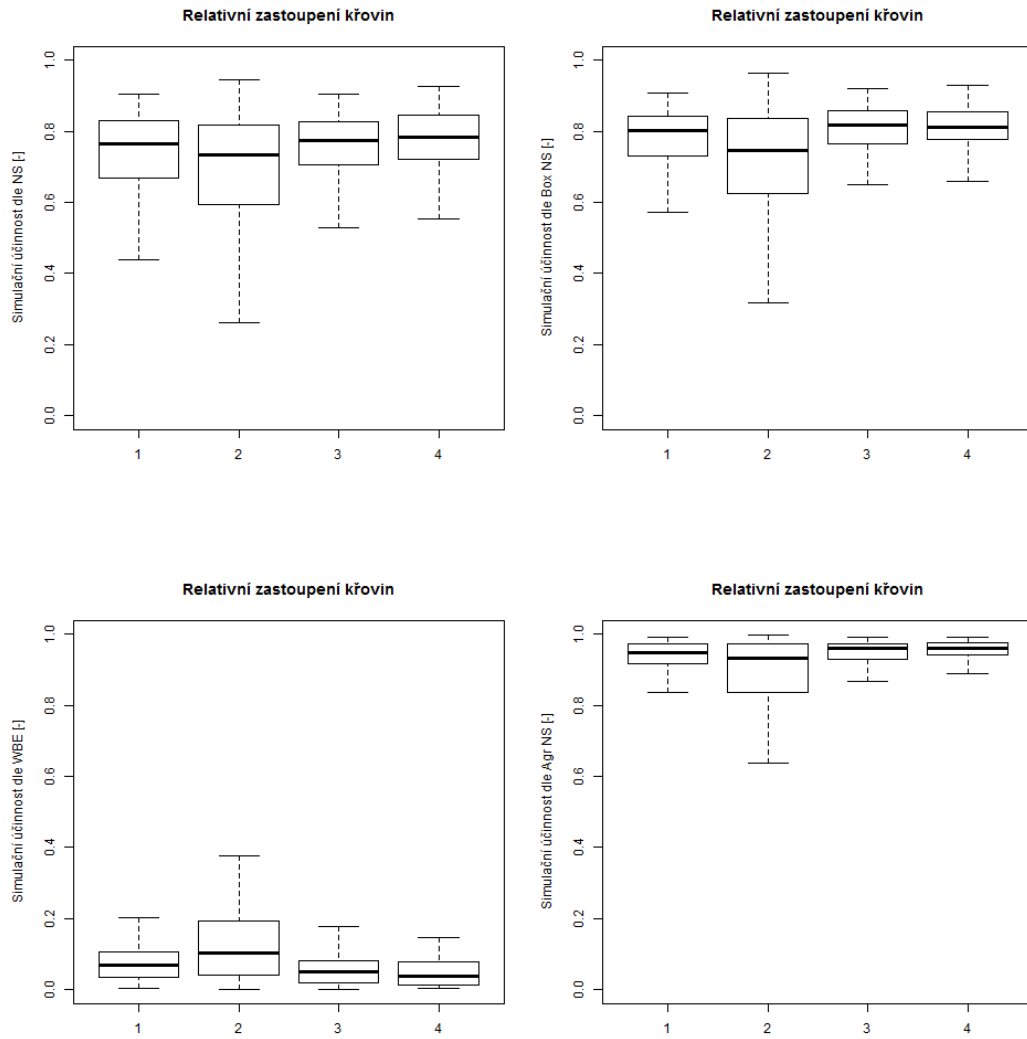 Relativní zastoupení křovin
Simulační účinnost dle NS [-]
1.0
0.8
0.6
0.4
0.2
0.0
1 2 3 4
Relativní zastoupení křovin
Simulační účinnost dle Box NS [-]
1.0
0.8
0.6
0.4
0.2
0.0
1 2 3 4
Relativní zastoupení křovin
Simulační účinnost dle WBE [-]
1.0
0.8
0.6
0.4
0.2
0.0
1 2 3 4
Relativní zastoupení křovin
Simulační účinnost dle Agr NS [-]
1.0
0.8
0.6
0.4
0.2
0.0
1 2 3 4